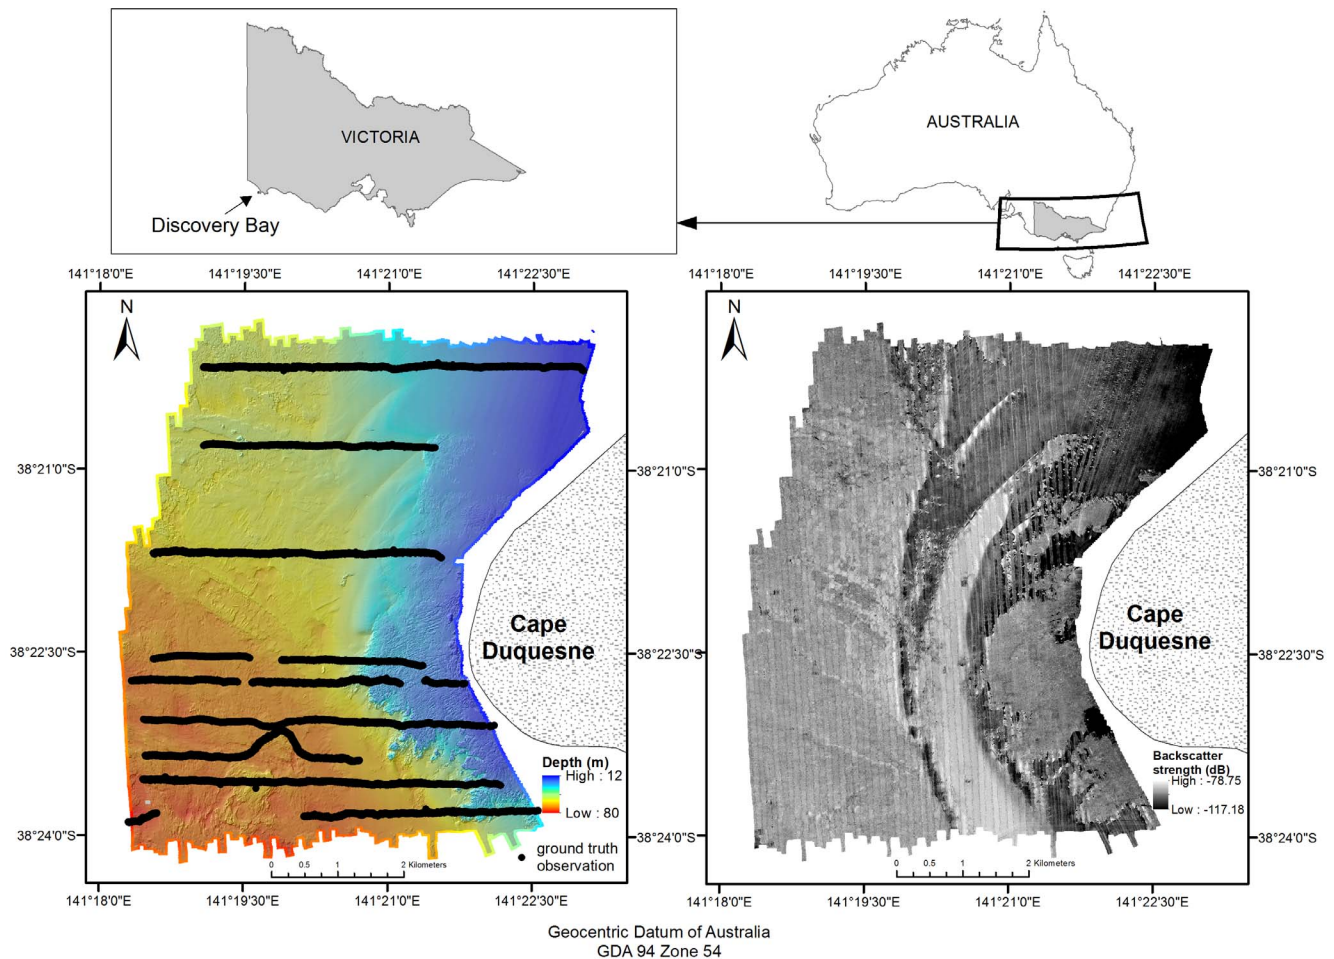 VICTORIA
Discovery Bay
AUSTRALIA
141°18'0"E 141°19'30"E 141°21'0"E 141°22'30"E
141°18'0"E 141°19'30"E 141°21'0"E 141°22'30"E
N
N
38°21'0"S
38°21'0"S
38°21'0"S
Cape
Duquesne
Cape
Duquesne
38°22'30"S
38°22'30"S
38°22'30"S
Depth (m)
High : 12
Low : 80
Backscatter
strength (dB)
High : -78.75
Low : -117.18
38°24'0"S
38°24'0"S
38°24'0"S
ground truth
observation
0 0.5 1 2 Kilometers
0 0.5 1 2 Kilometers
141°18'0"E 141°19'30"E 141°21'0"E 141°22'30"E
141°18'0"E 141°19'30"E 141°21'0"E 141°22'30"E
Geocentric Datum of Australia
GDA 94 Zone 54